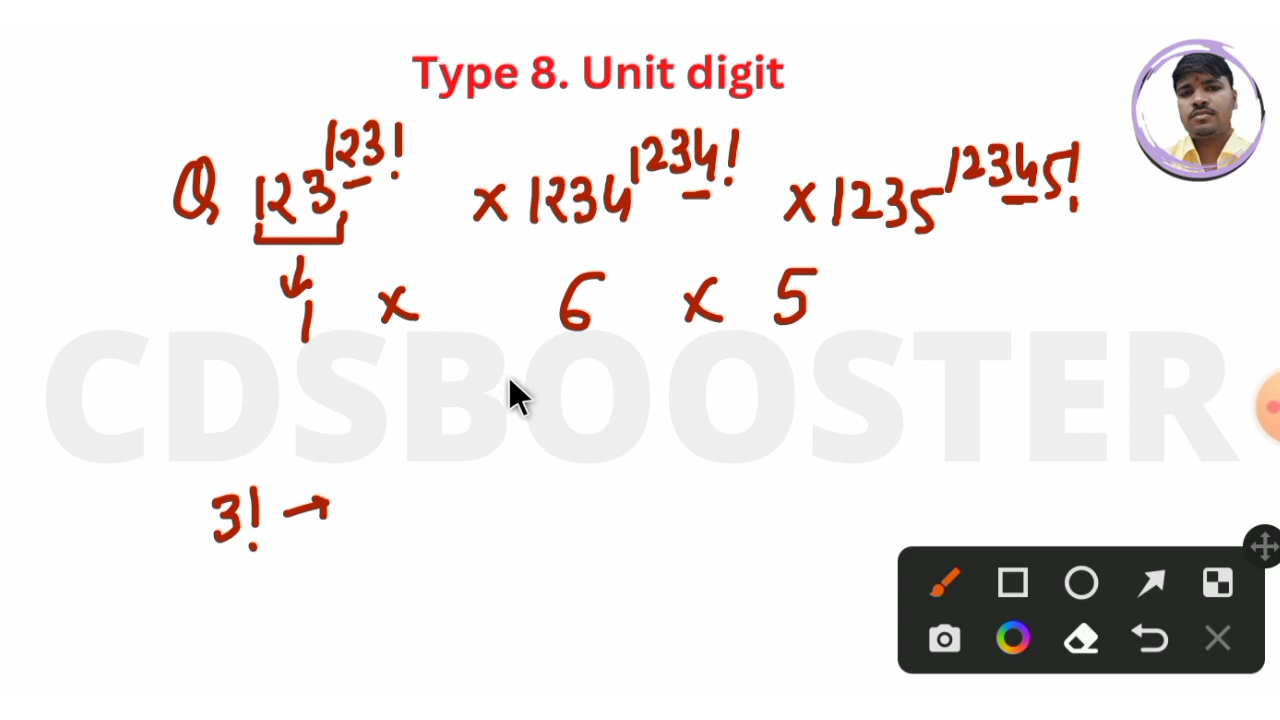 Type 8. Unit digit
Q 123^123! × 1234^1234! × 1235^12345!
↓
1 × 6 × 5
CDSBOOSTER
3! →